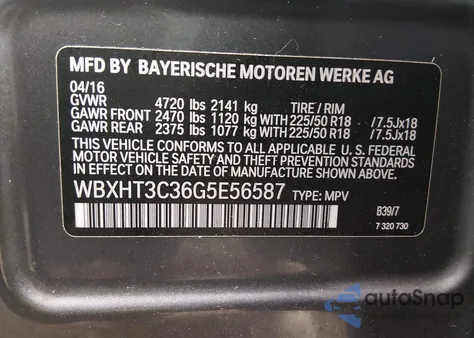 MFD BY BAYERISCHE MOTOREN WERKE AG
04/16
GVWR 4720 lbs 2141 kg TIRE / RIM
GAWR FRONT 2470 lbs 1120 kg WITH 225/50 R18 /7.5Jx18
GAWR REAR 2375 lbs 1077 kg WITH 225/50 R18 /7.5Jx18
THIS VEHICLE CONFORMS TO ALL APPLICABLE U.S. FEDERAL
MOTOR VEHICLE SAFETY AND THEFT PREVENTION STANDARDS
IN EFFECT ON THE DATE OF MANUFACTURE SHOWN ABOVE.
WBXHT3C36G5E56587 TYPE: MPV
B39/7
7 320 730
autoSnap